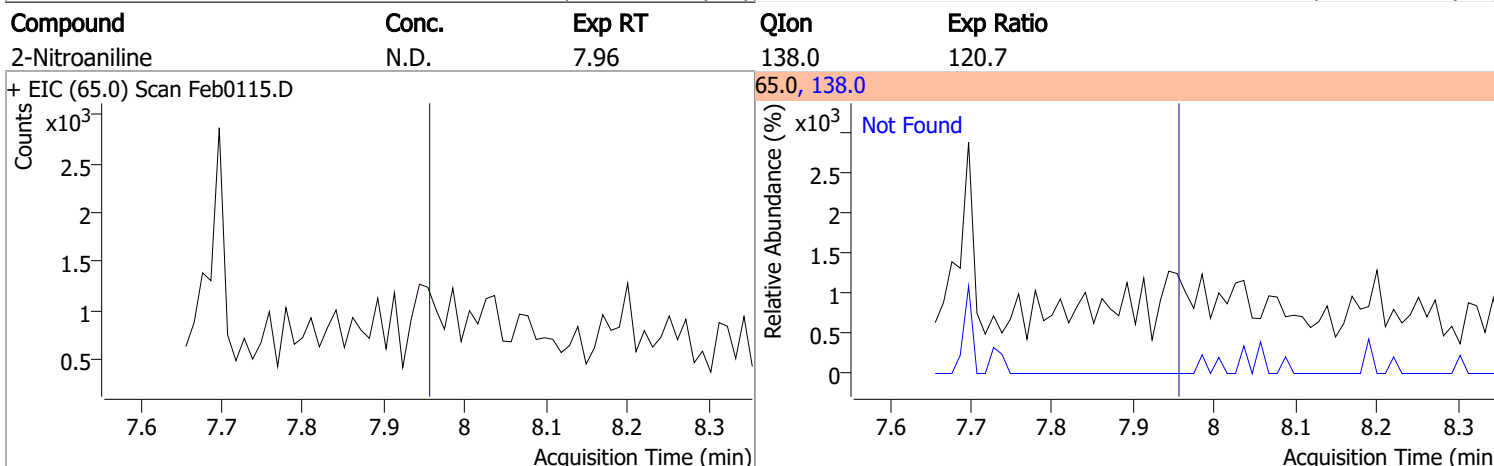 Compound Conc. Exp RT QIon Exp Ratio
2-Nitroaniline N.D. 7.96 138.0 120.7
+ EIC (65.0) Scan Feb0115.D
Counts
x10³
2.5
2
1.5
1
0.5
7.6 7.7 7.8 7.9 8 8.1 8.2 8.3
Acquisition Time (min)
65.0, 138.0
Relative Abundance (%)
x10³
Not Found
2.5
2
1.5
1
0.5
0
7.6 7.7 7.8 7.9 8 8.1 8.2 8.3
Acquisition Time (min)